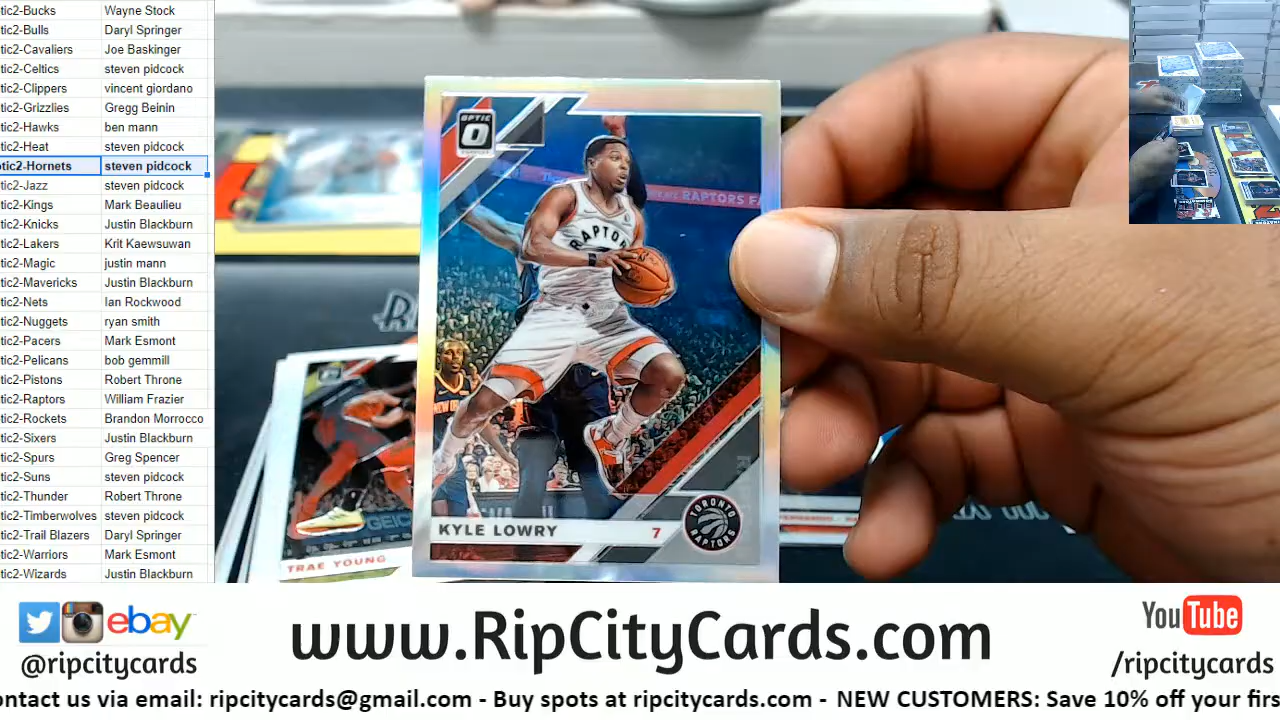 tic2-Bucks Wayne Stock
tic2-Bulls Daryl Springer
tic2-Cavaliers Joe Baskinger
tic2-Celtics steven pidcock
tic2-Clippers vincent giordano
tic2-Grizzlies Gregg Beinin
tic2-Hawks ben mann
tic2-Heat steven pidcock
otic2-Hornets steven pidcock
tic2-Jazz steven pidcock
tic2-Kings Mark Beaulieu
tic2-Knicks Justin Blackburn
tic2-Lakers Krit Kaewsuwan
tic2-Magic justin mann
tic2-Mavericks Justin Blackburn
tic2-Nets Ian Rockwood
tic2-Nuggets ryan smith
tic2-Pacers Mark Esmont
tic2-Pelicans bob gemmill
tic2-Pistons Robert Throne
tic2-Raptors William Frazier
tic2-Rockets Brandon Morrocco
tic2-Sixers Justin Blackburn
tic2-Spurs Greg Spencer
tic2-Suns steven pidcock
tic2-Thunder Robert Throne
tic2-Timberwolves steven pidcock
tic2-Trail Blazers Daryl Springer
tic2-Warriors Mark Esmont
tic2-Wizards Justin Blackburn
OPTIC
RAPTORS FA
RAPTOR
KYLE LOWRY 7
TORONTO
RAPTORS
GEIC
TRAE YOUNG
ebay
@ripcitycards
www.RipCityCards.com
YouTube
/ripcitycards
ontact us via email: ripcitycards@gmail.com - Buy spots at ripcitycards.com - NEW CUSTOMERS: Save 10% off your firs